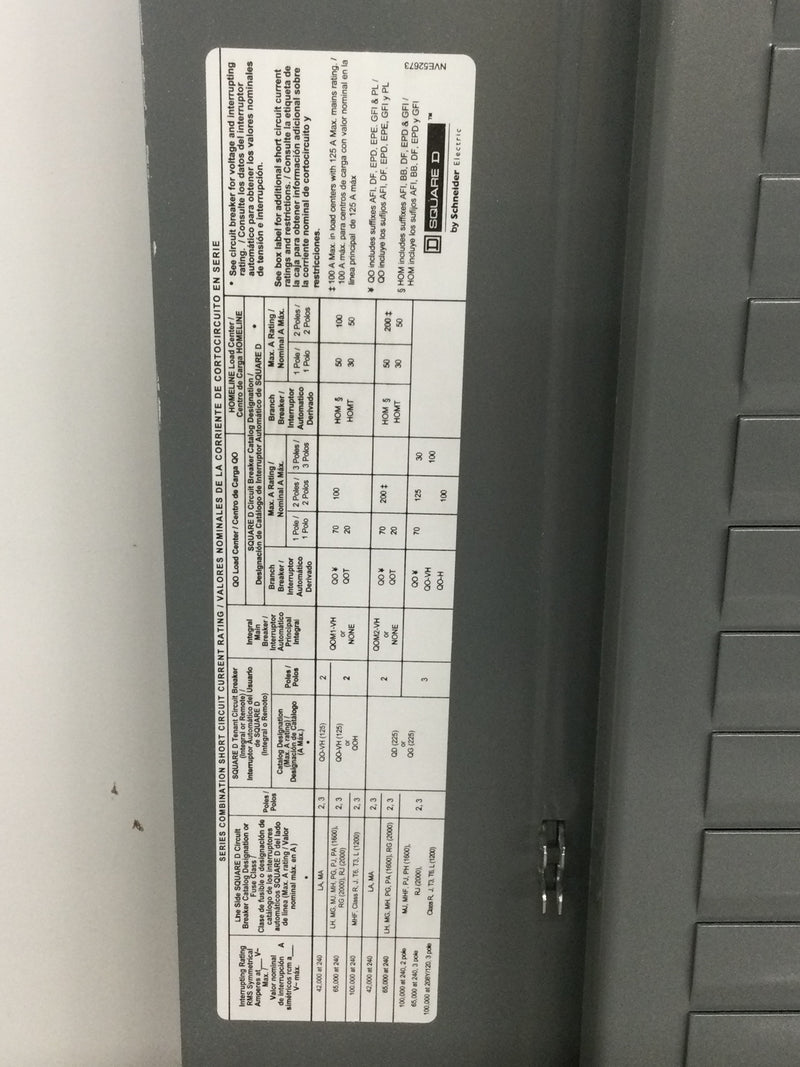 SERIES COMBINATION SHORT CIRCUIT CURRENT RATING / VALORES NOMINALES DE LA CORRIENTE DE CORTOCIRCUITO EN SERIE
Interrupting Rating
RMS Symmetrical
Amperes at___ V~
Max. /
Valor nominal
de Interrupción A
simétricos rcm a___
V~ máx.
Line Side SQUARE D Circuit
Breaker Catalog Designation or
Fuse Class /
Clase de fusible o designación de
catálogo de los interruptores
automáticos SQUARE D del lado
de línea (Max. A rating / Valor
nominal máx. en A)
•
Poles /
Polos
SQUARE D Tenant Circuit Breaker
(Integral or Remote) /
Interruptor Automático del Usuario
de SQUARE D
(Integral o Remoto)
Catalog Designation
(Max. A rating) /
Designación de Catálogo
(A Máx.)
•
Poles /
Polos
Integral
Main
Breaker /
Interruptor
Automático
Principal
Integral
QO Load Center / Centro de Carga QO
HOMELINE Load Center /
Centro de Carga HOMELINE
SQUARE D Circuit Breaker Catalog Designation /
Designación de Catálogo de Interruptor Automático de SQUARE D •
Branch
Breaker /
Interruptor
Automático
Derivado
Max. A Rating /
Nominal A Máx.
1 Pole /
1 Polo
2 Poles /
2 Polos
3 Poles /
3 Polos
Branch
Breaker /
Interruptor
Automatico
Derivado
Max. A Rating /
Nominal A Máx.
1 Pole /
1 Polo
2 Poles /
2 Polos
42,000 at 240
LA, MA
2, 3
QO-VH (125)
2
65,000 at 240
LH, MG, MJ, MH, PG, PJ, PA (1600),
RG (2000), RJ (2000)
2, 3
100,000 at 240
MHF Class R, J, T6, T3, L (1200)
2, 3
QO-VH (125)
or
QOH
2
QOM1-VH
or
NONE
QO ¥
QOT
70
20
100
HOM §
HOMT
50
30
100
50
42,000 at 240
LA, MA
2, 3
65,000 at 240
LH, MG, MH, PG, PA (1600), RG (2000)
2, 3
2
QOM2-VH
or
NONE
QO ¥
QOT
70
20
200 ‡
HOM §
HOMT
50
30
200 ‡
50
QD (225)
or
QG (225)
100,000 at 240, 2 pole
65,000 at 240, 3 pole
100,000 at 208Y/120, 3 pole
MJ, MHF, PJ, PH (1600),
RJ (2000),
Class R, J, T3, T6, L (1200)
2, 3
3
QO ¥
QO-VH
QO-H
70
125
100
30
100
• See circuit breaker for voltage and interrupting
rating. / Consulte los datos del interruptor
automático para obtener los valores nominales
de tensión e interrupción.
See box label for additional short circuit current
ratings and restrictions. / Consulte la etiqueta de
la caja para obtener información adicional sobre
la corriente nominal de cortocircuito y
restricciones.
‡ 100 A Max. in load centers with 125 A Max. mains rating. /
100 A máx. para centros de carga con valor nominal en la
línea principal de 125 A máx
¥ QO includes suffixes AFI, DF, EPD, EPE, GFI & PL /
QO incluye los sufijos AFI, DF, EPD, EPE, GFI y PL
§ HOM includes suffixes AFI, BB, DF, EPD & GFI /
HOM incluye los sufijos AFI, BB, DF, EPD y GFI
D SQUARE D ™
by Schneider Electric
NVE52673